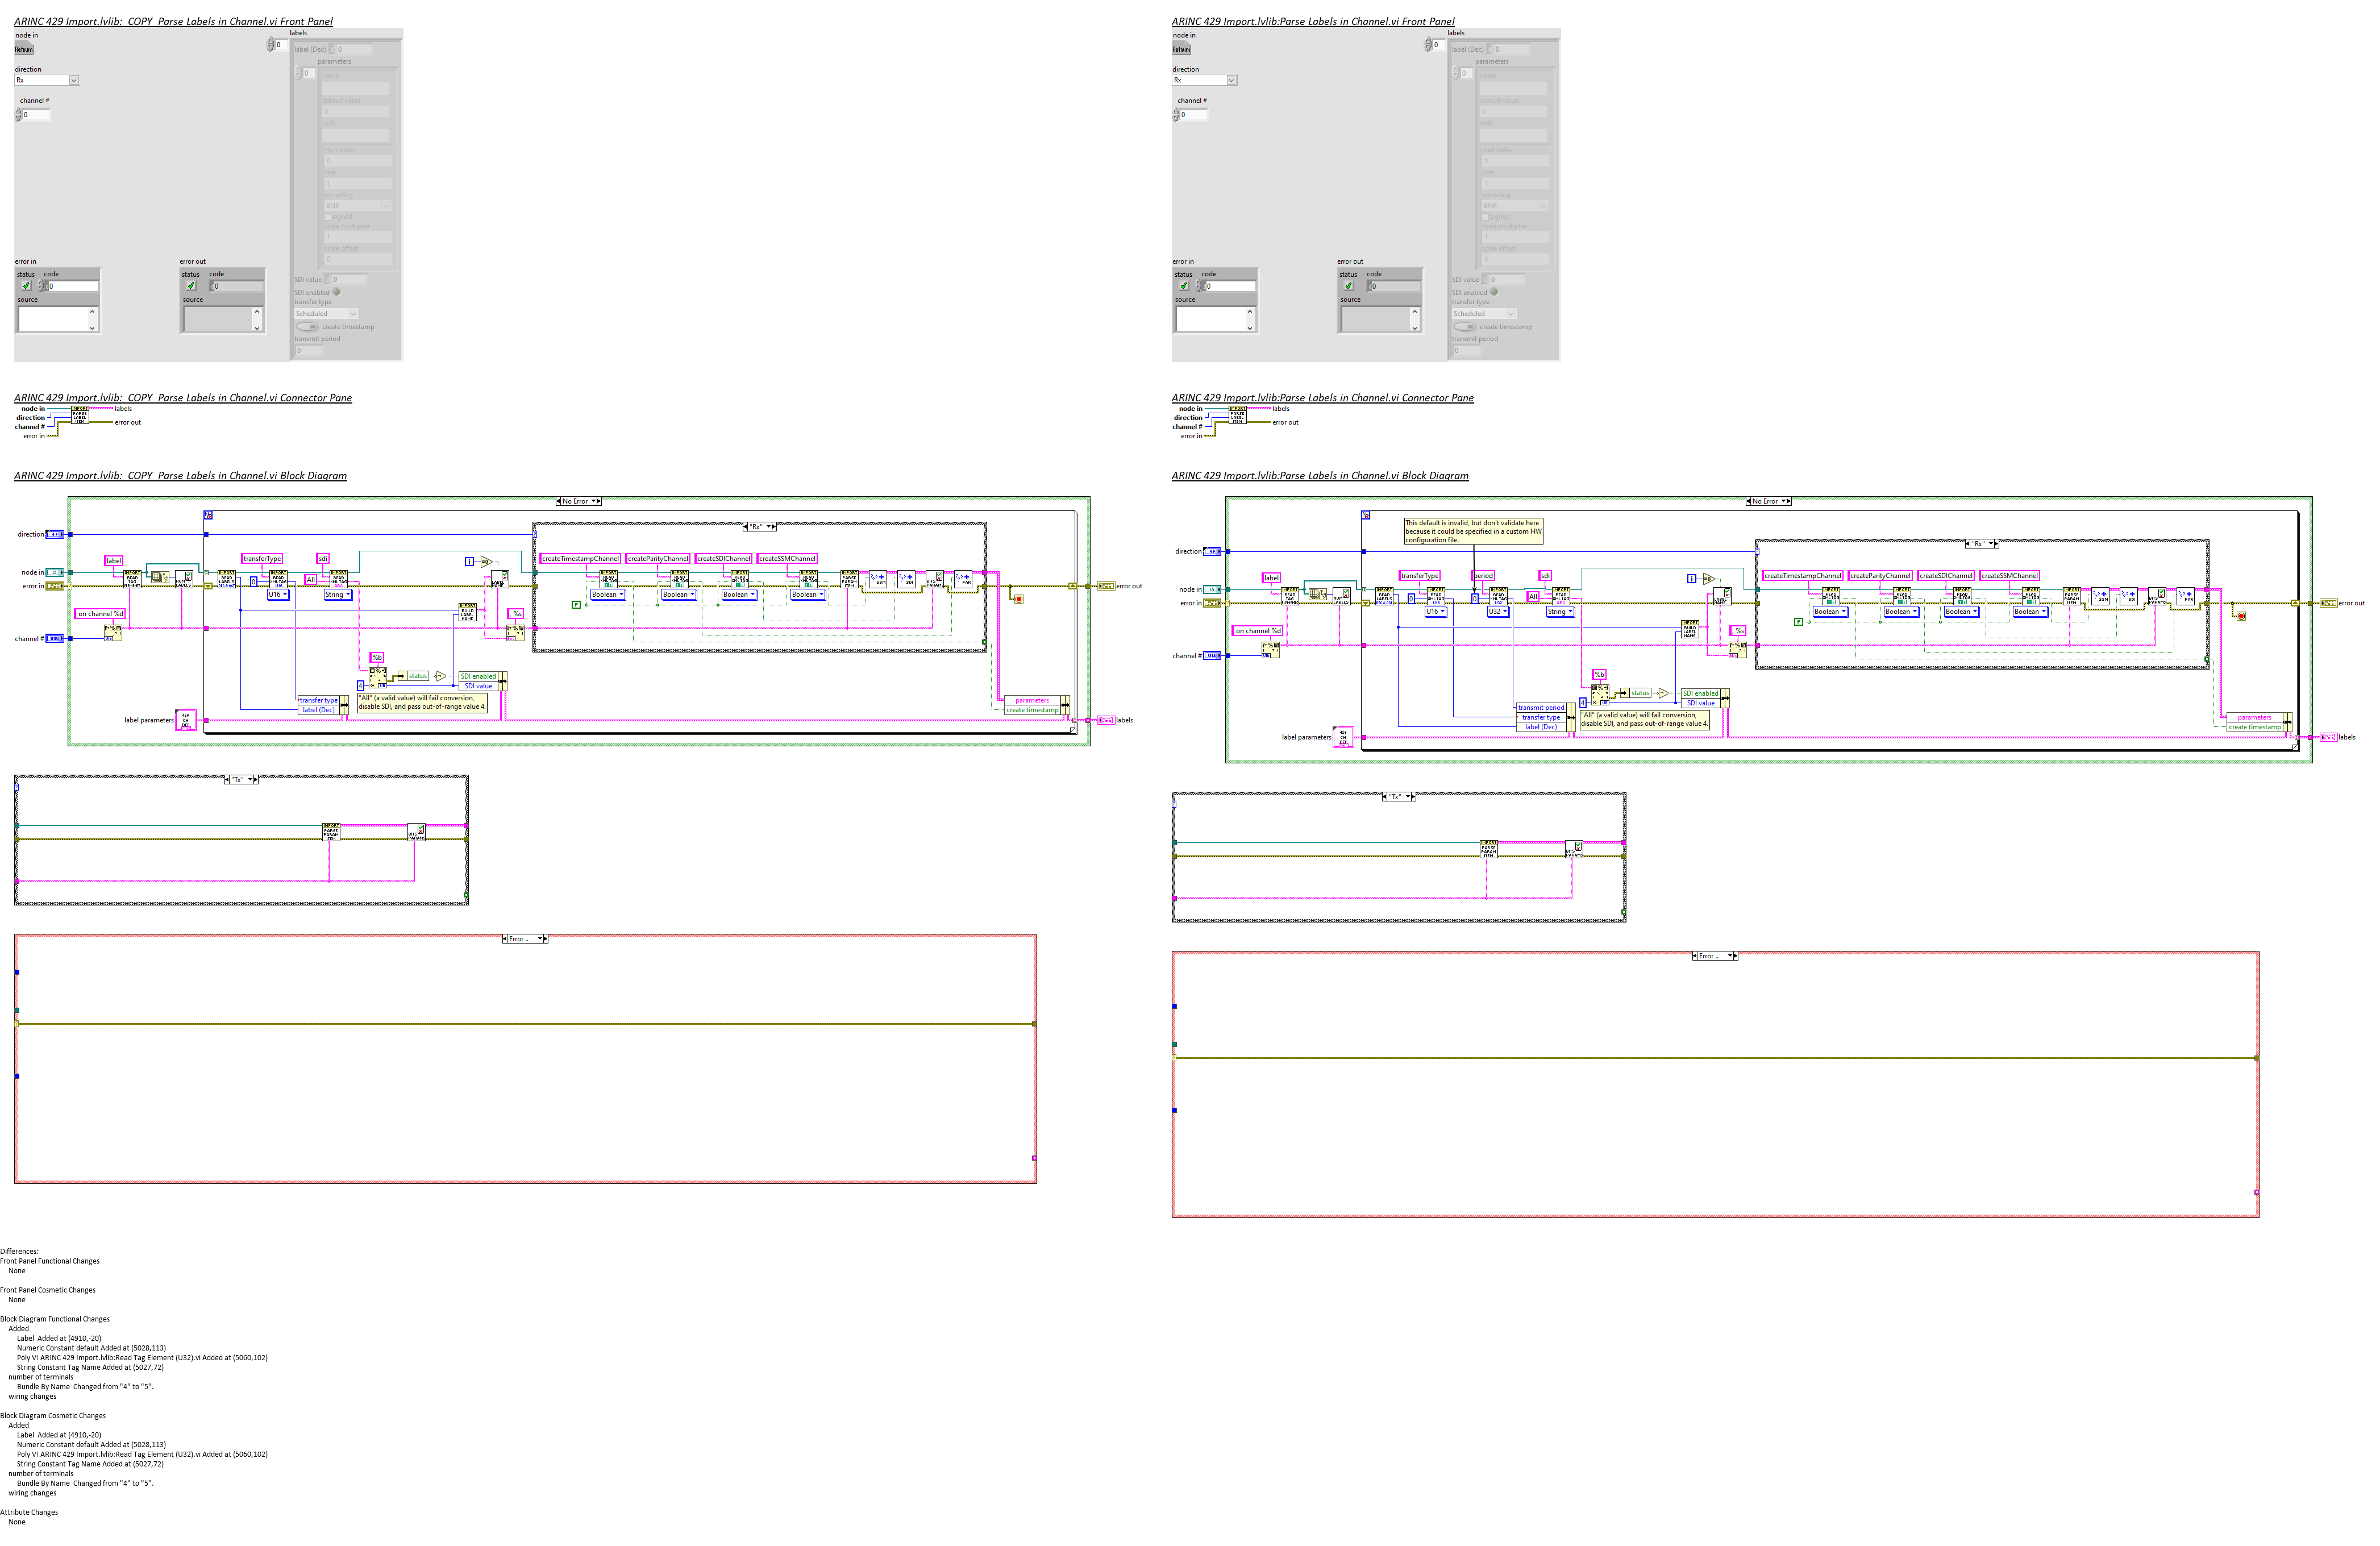 ARINC 429 Import.lvlib:_COPY_Parse Labels in Channel.vi Front Panel
node in
Refnum
direction
Rx
channel #
0
0
labels
label (Dec)
0
parameters
0
name
default value
0
unit
start index
0
size
1
encoding
BNR
signed
scale multiplier
1
scale offset
0
SDI value
0
SDI enabled
transfer type
Scheduled
create timestamp
transmit period
0
error in
status code
0
source
error out
status code
0
source
ARINC 429 Import.lvlib:Parse Labels in Channel.vi Front Panel
node in
Refnum
direction
Rx
channel #
0
0
labels
label (Dec)
0
parameters
0
name
default value
0
unit
start index
0
size
1
encoding
BNR
signed
scale multiplier
1
scale offset
0
SDI value
0
SDI enabled
transfer type
Scheduled
create timestamp
transmit period
0
error in
status code
0
source
error out
status code
0
source
ARINC 429 Import.lvlib:_COPY_Parse Labels in Channel.vi Connector Pane
node in
direction
channel #
error in
IMPORT
PARSE
LABEL
ITEM
labels
error out
ARINC 429 Import.lvlib:Parse Labels in Channel.vi Connector Pane
node in
direction
channel #
error in
IMPORT
PARSE
LABEL
ITEM
labels
error out
ARINC 429 Import.lvlib:_COPY_Parse Labels in Channel.vi Block Diagram
No Error
direction
node in
error in
channel #
label
on channel %d
transferType
0
U16
sdi
All
String
i
%s
%b
4
status
SDI enabled
SDI value
"All" (a valid value) will fail conversion,
disable SDI, and pass out-of-range value 4.
transfer type
label (Dec)
label parameters
"Rx"
createTimestampChannel
createParityChannel
createSDIChannel
createSSMChannel
Boolean
Boolean
Boolean
Boolean
F
parameters
create timestamp
error out
labels
"Tx"
Error
ARINC 429 Import.lvlib:Parse Labels in Channel.vi Block Diagram
No Error
This default is invalid, but don't validate here
because it could be specified in a custom HW
configuration file.
direction
node in
error in
channel #
label
on channel %d
transferType
0
U16
period
0
U32
sdi
All
String
i
%s
%b
4
status
SDI enabled
SDI value
"All" (a valid value) will fail conversion,
disable SDI, and pass out-of-range value 4.
transmit period
transfer type
label (Dec)
label parameters
"Rx"
createTimestampChannel
createParityChannel
createSDIChannel
createSSMChannel
Boolean
Boolean
Boolean
Boolean
F
parameters
create timestamp
error out
labels
"Tx"
Error
Differences:
Front Panel Functional Changes
None
Front Panel Cosmetic Changes
None
Block Diagram Functional Changes
Added
Label Added at (4910,-20)
Numeric Constant default Added at (5028,113)
Poly VI ARINC 429 Import.lvlib:Read Tag Element (U32).vi Added at (5060,102)
String Constant Tag Name Added at (5027,72)
number of terminals
Bundle By Name Changed from "4" to "5".
wiring changes
Block Diagram Cosmetic Changes
Added
Label Added at (4910,-20)
Numeric Constant default Added at (5028,113)
Poly VI ARINC 429 Import.lvlib:Read Tag Element (U32).vi Added at (5060,102)
String Constant Tag Name Added at (5027,72)
number of terminals
Bundle By Name Changed from "4" to "5".
wiring changes
Attribute Changes
None